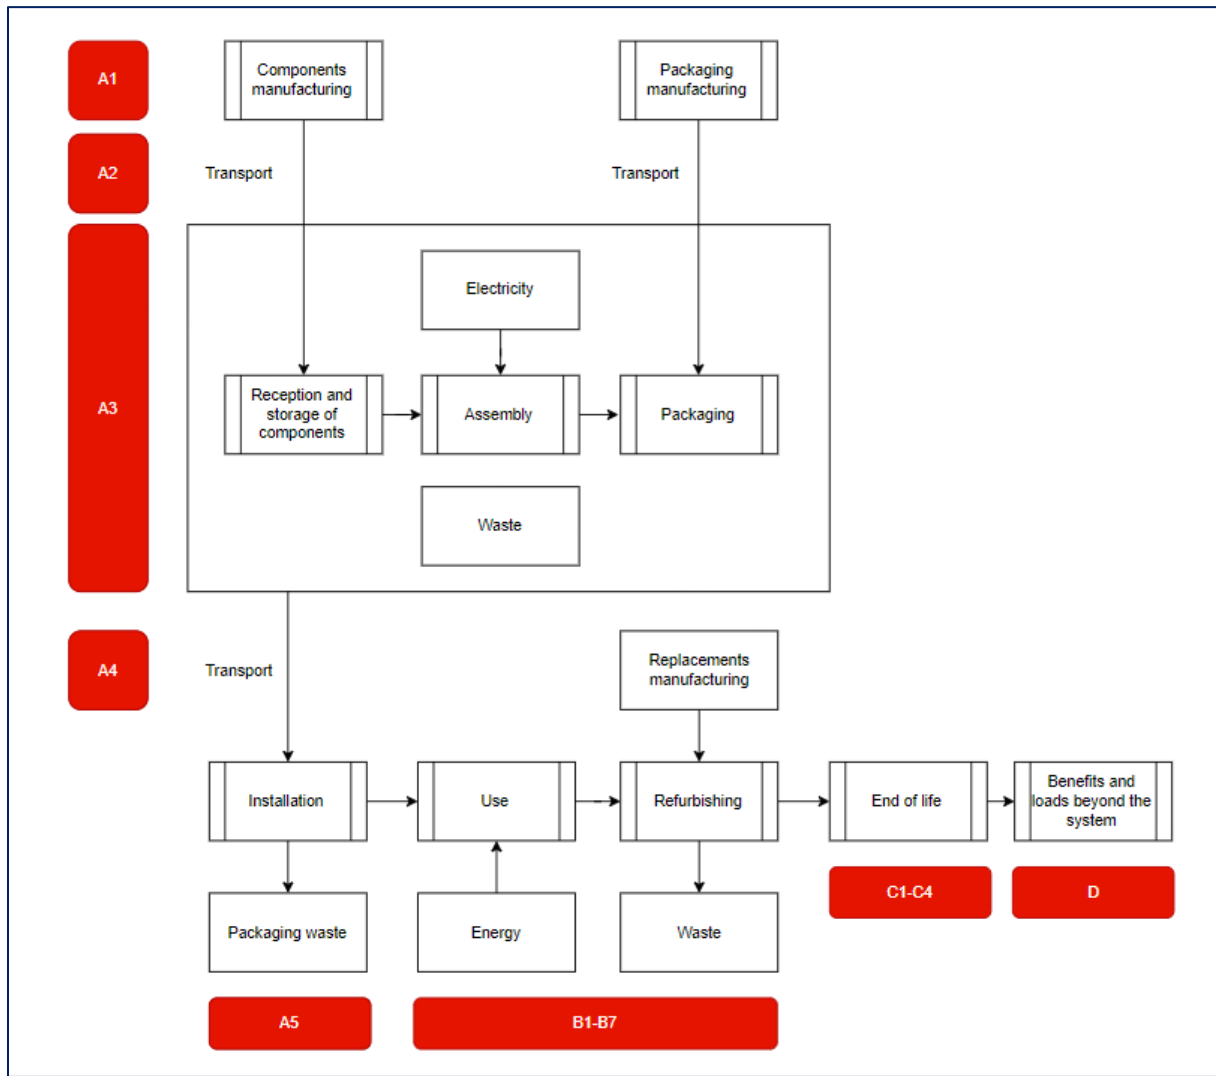 A1
Components
manufacturing
Packaging
manufacturing
A2
Transport
Transport
A3
Electricity
Reception and
storage of
components
Assembly
Packaging
Waste
A4
Transport
Replacements
manufacturing
Installation
Use
Refurbishing
End of life
Benefits and
loads beyond the
system
C1-C4
D
Packaging waste
Energy
Waste
A5
B1-B7